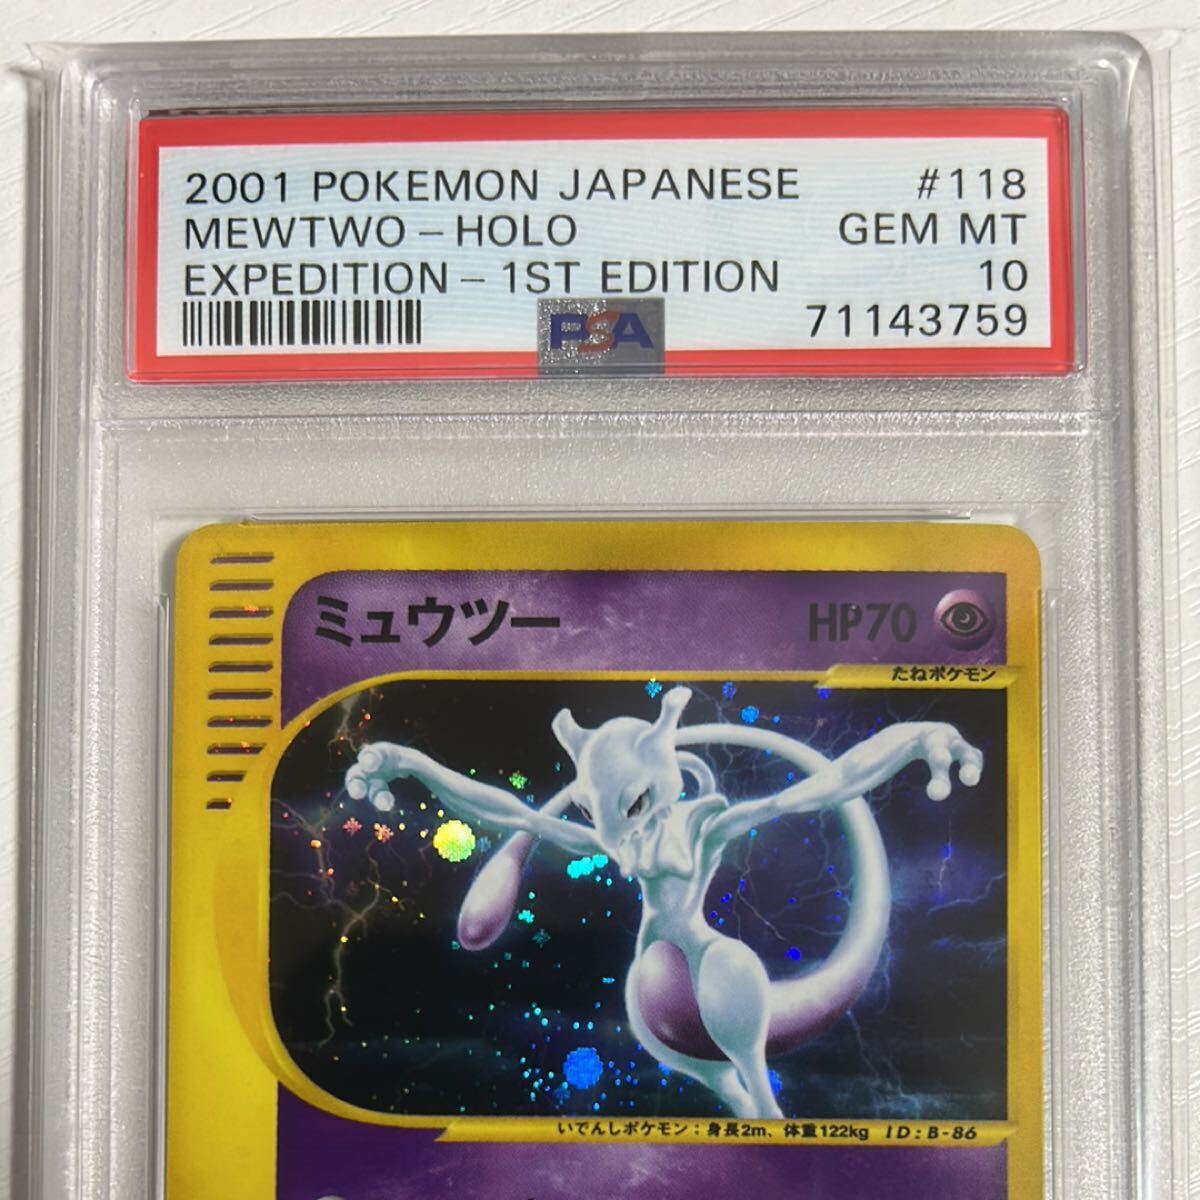 2001 POKEMON JAPANESE #118
MEWTWO - HOLO GEM MT
EXPEDITION - 1ST EDITION 10
71143759
PSA
ミュウツー HP70
たねポケモン
いでんしポケモン:身長2m、体重122kg ID:B-86